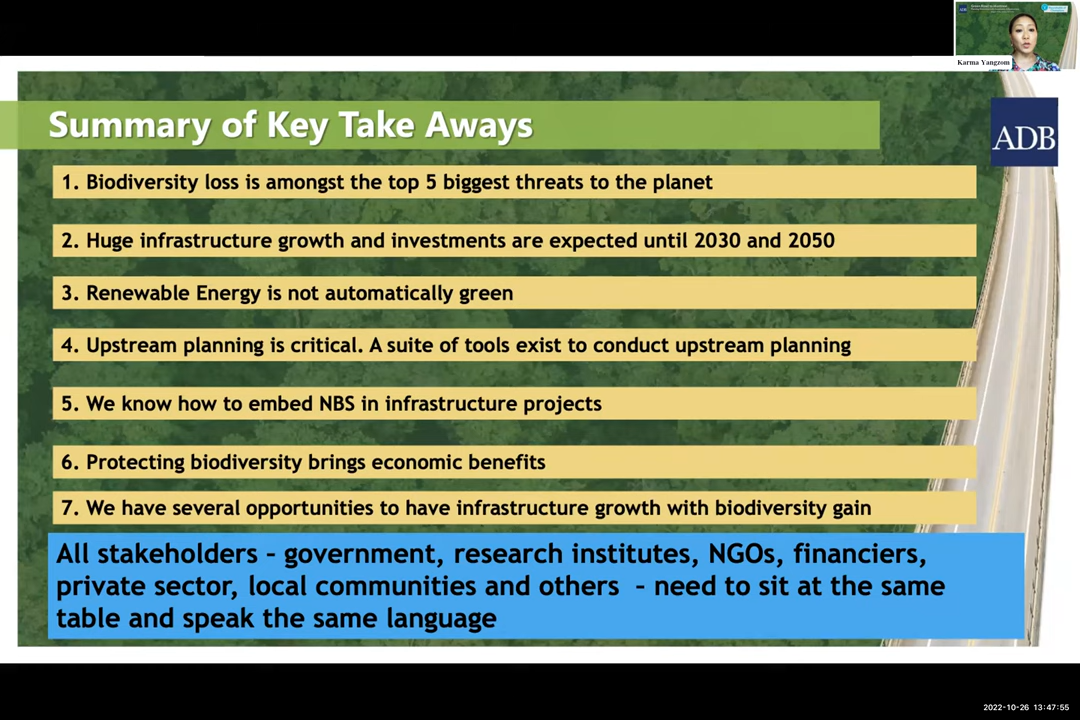 Karma Yangzom
Summary of Key Take Aways
ADB
1. Biodiversity loss is amongst the top 5 biggest threats to the planet
2. Huge infrastructure growth and investments are expected until 2030 and 2050
3. Renewable Energy is not automatically green
4. Upstream planning is critical. A suite of tools exist to conduct upstream planning
5. We know how to embed NBS in infrastructure projects
6. Protecting biodiversity brings economic benefits
7. We have several opportunities to have infrastructure growth with biodiversity gain
All stakeholders - government, research institutes, NGOs, financiers,
private sector, local communities and others - need to sit at the same
table and speak the same language
2022-10-26 13:47:55